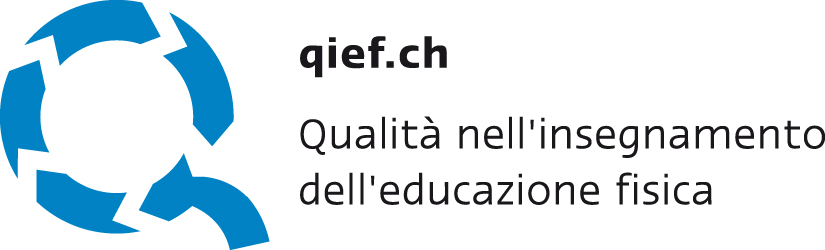 qief.ch
Qualità nell'insegnamento
dell'educazione fisica